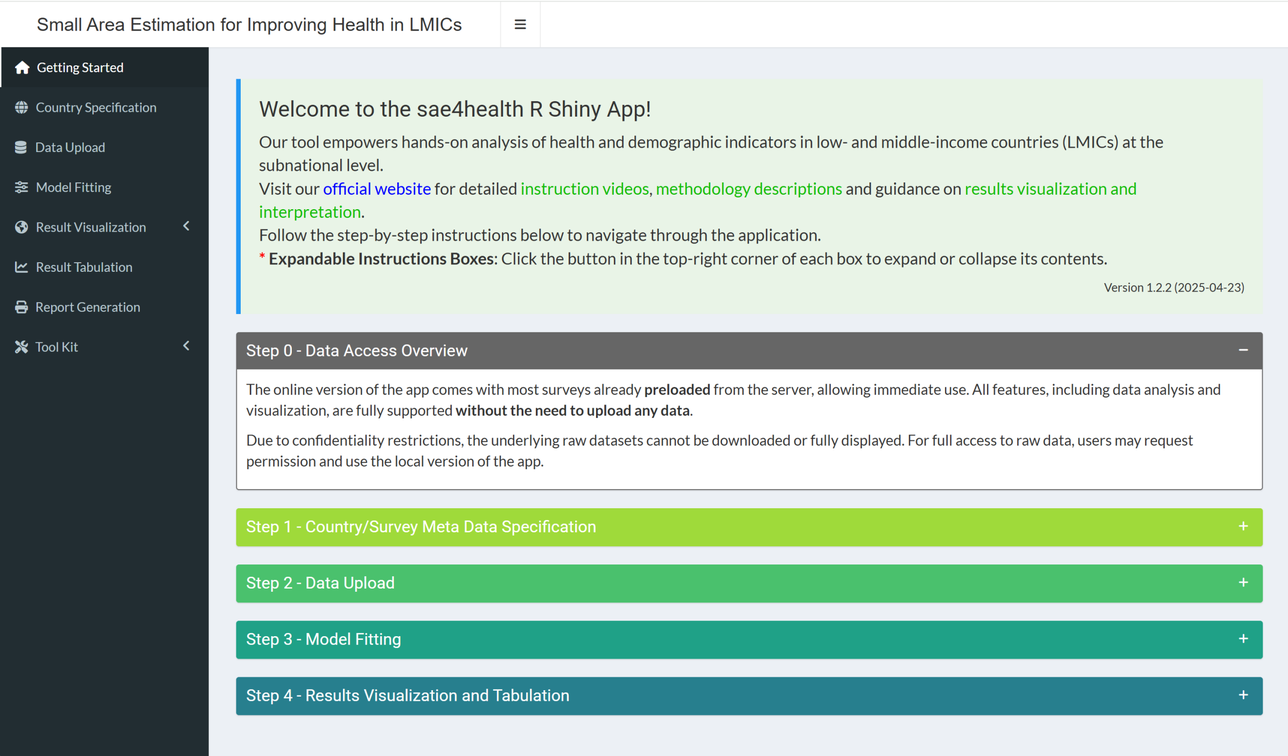 Small Area Estimation for Improving Health in LMICs
Getting Started
Country Specification
Data Upload
Model Fitting
Result Visualization
Result Tabulation
Report Generation
Tool Kit
Welcome to the sae4health R Shiny App!
Our tool empowers hands-on analysis of health and demographic indicators in low- and middle-income countries (LMICs) at the
subnational level.
Visit our official website for detailed instruction videos, methodology descriptions and guidance on results visualization and
interpretation.
Follow the step-by-step instructions below to navigate through the application.
* Expandable Instructions Boxes: Click the button in the top-right corner of each box to expand or collapse its contents.
Version 1.2.2 (2025-04-23)
Step 0 - Data Access Overview
The online version of the app comes with most surveys already preloaded from the server, allowing immediate use. All features, including data analysis and
visualization, are fully supported without the need to upload any data.
Due to confidentiality restrictions, the underlying raw datasets cannot be downloaded or fully displayed. For full access to raw data, users may request
permission and use the local version of the app.
Step 1 - Country/Survey Meta Data Specification
Step 2 - Data Upload
Step 3 - Model Fitting
Step 4 - Results Visualization and Tabulation